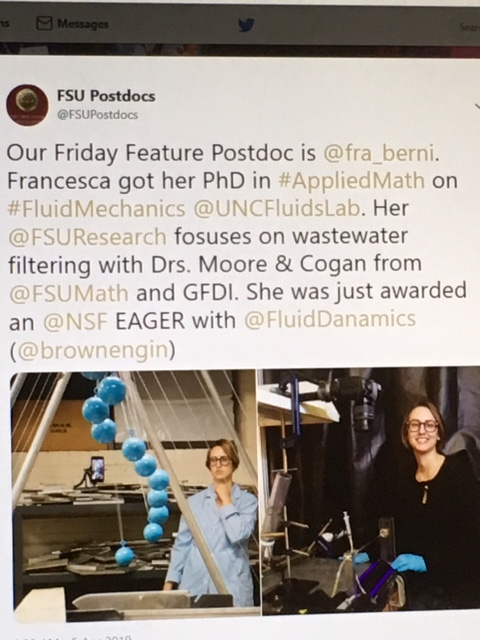 Messages
FSU Postdocs
@FSUPostdocs
Our Friday Feature Postdoc is @fra_berni.
Francesca got her PhD in #AppliedMath on
#FluidMechanics @UNCFluidsLab. Her
@FSUResearch fosuses on wastewater
filtering with Drs. Moore & Cogan from
@FSUMath and GFDI. She was just awarded
an @NSF EAGER with @FluidDanamics
(@brownengin)